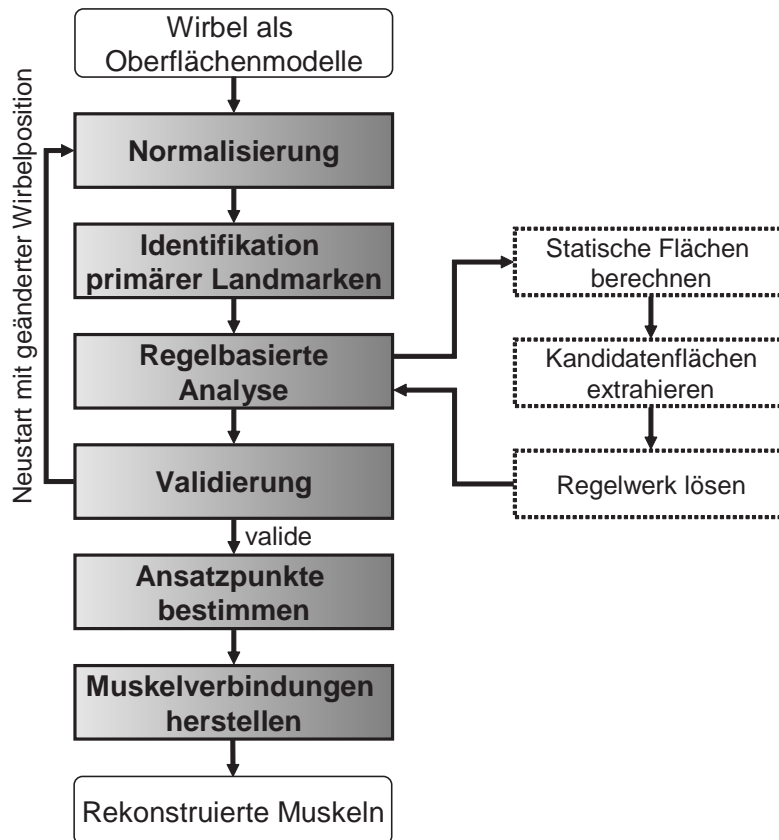 Wirbel als
Oberflächenmodelle
Normalisierung
Identifikation
primärer Landmarken
Regelbasierte
Analyse
Validierung
valide
Ansatzpunkte
bestimmen
Muskelverbindungen
herstellen
Rekonstruierte Muskeln
Neustart mit geänderter Wirbelposition
Statische Flächen
berechnen
Kandidatenflächen
extrahieren
Regelwerk lösen